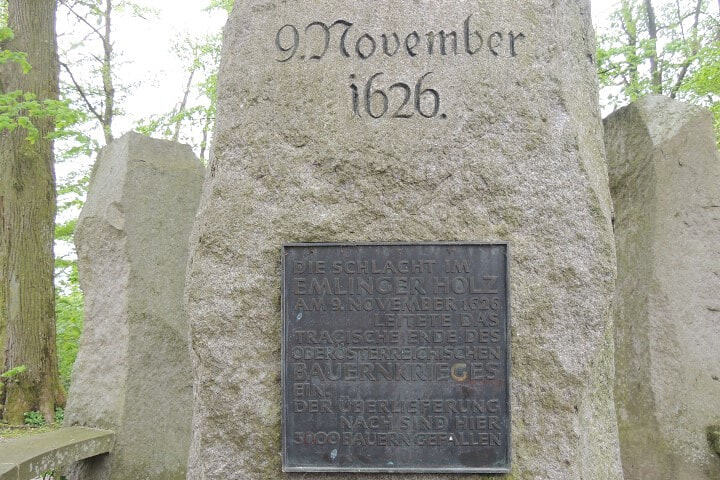 9. November
1626.
DIE SCHLACHT IM
EMLINGER HOLZ
AM 9. NOVEMBER 1626
LEITETE DAS
TRAGISCHE ENDE DES
OBERÖSTERREICHISCHEN
BAUERNKRIEGES
EIN.
DER ÜBERLIEFERUNG
NACH SIND HIER
3000 BAUERN GEFALLEN